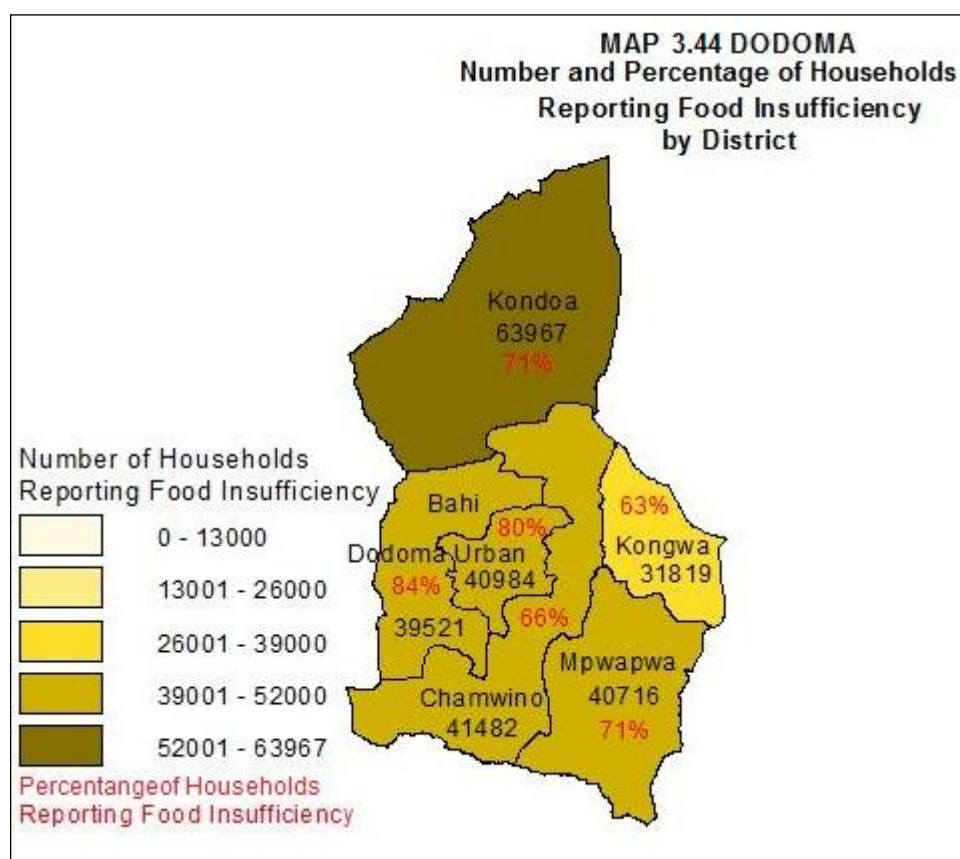 MAP 3.44 DODOMA
Number and Percentage of Households
Reporting Food Insufficiency
by District
Kondoa
63967
71%
Number of Households
Reporting Food Insufficiency
0 - 13000
13001 - 26000
26001 - 39000
39001 - 52000
52001 - 63967
Percentangeof Households
Reporting Food Insufficiency
Bahi
80%
Dodoma Urban
84%
40984
39521
66%
63%
Kongwa
31819
Chamwino
41482
Mpwapwa
40716
71%